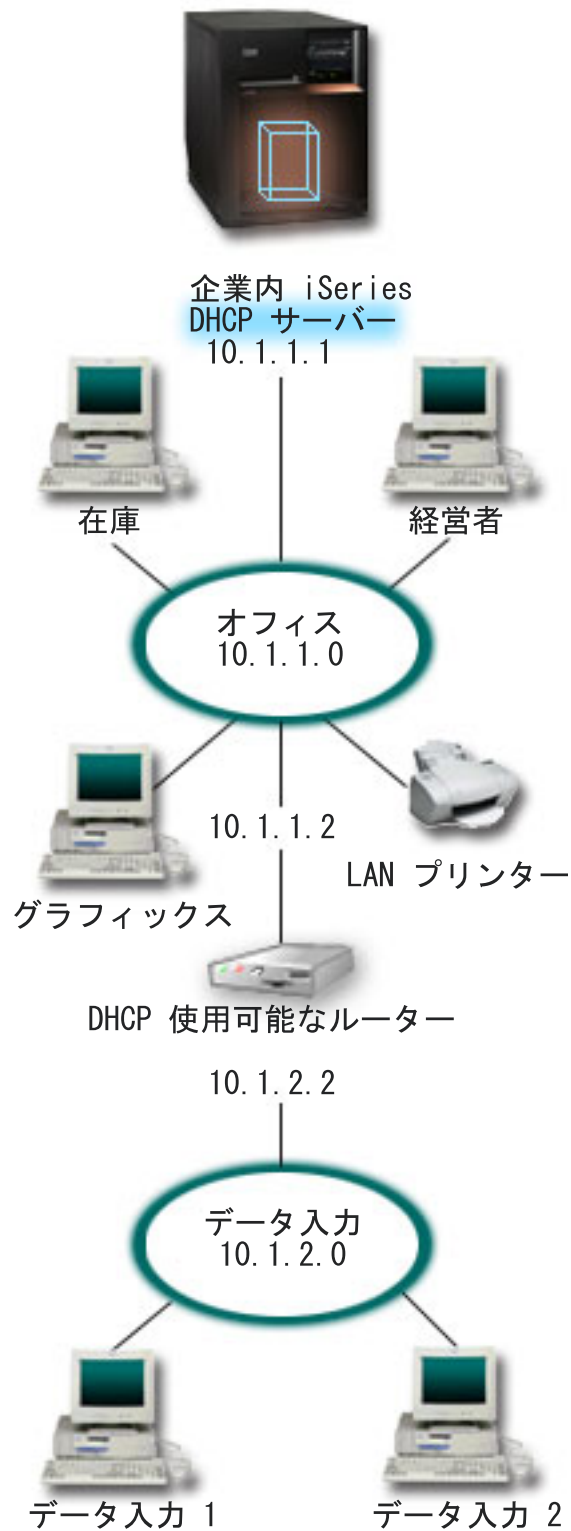 企業内 iSeries
DHCP サーバー
10.1.1.1
在庫
経営者
オフィス
10.1.1.0
10.1.1.2
LAN プリンター
グラフィックス
DHCP 使用可能なルーター
10.1.2.2
データ入力
10.1.2.0
データ入力 1
データ入力 2